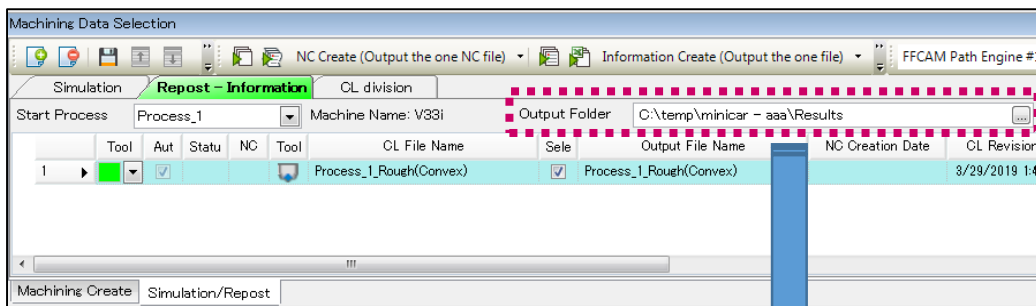 Machining Data Selection
NC Create (Output the one NC file) Information Create (Output the one file) FFCAM Path Engine #
Simulation Repost - Information CL division
Start Process Process_1 Machine Name: V33i Output Folder C:\temp\minicar - aaa\Results ...
Tool Aut Statu NC Tool CL File Name Sele Output File Name NC Creation Date CL Revision
1 Process_1_Rough(Convex) Process_1_Rough(Convex) 3/29/2019 1:4
Machining Create Simulation/Repost